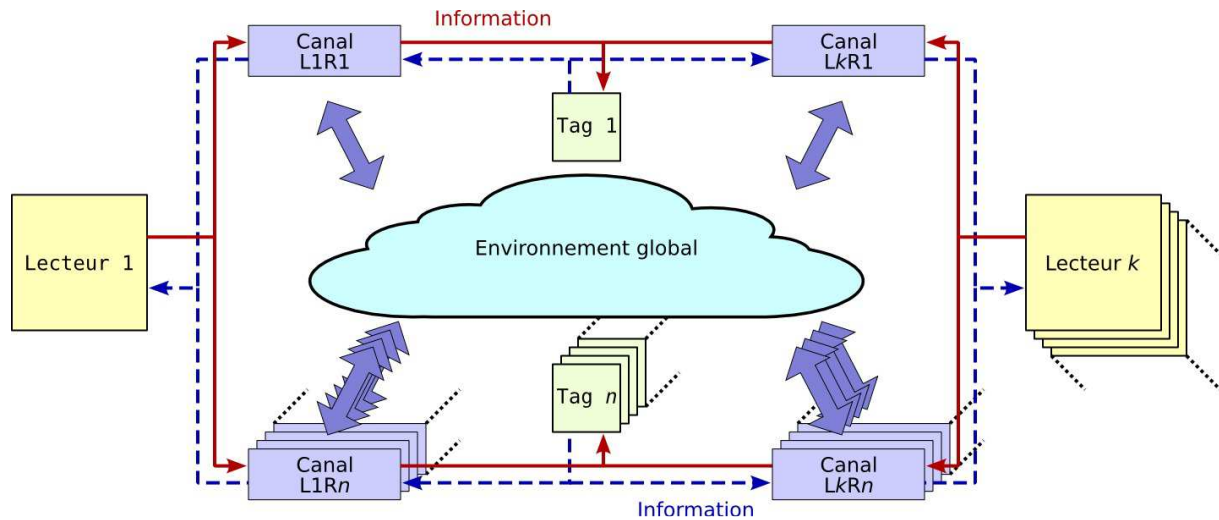 Information
Canal
L1R1
Canal
LkR1
Tag 1
Environnement global
Lecteur 1
Lecteur k
Tag n
Canal
L1Rn
Canal
LkRn
Information